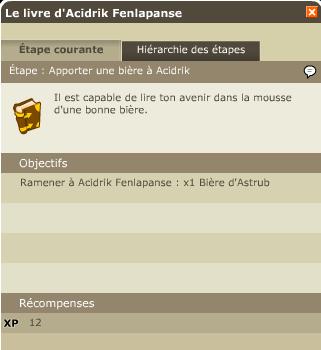 Le livre d'Acidrik Fenlapanse
Étape courante
Hiérarchie des étapes
Étape : Apporter une bière à Acidrik
Il est capable de lire ton avenir dans la mousse
d'une bonne bière.
Objectifs
Ramener à Acidrik Fenlapanse : x1 Bière d'Astrub
Récompenses
XP 12